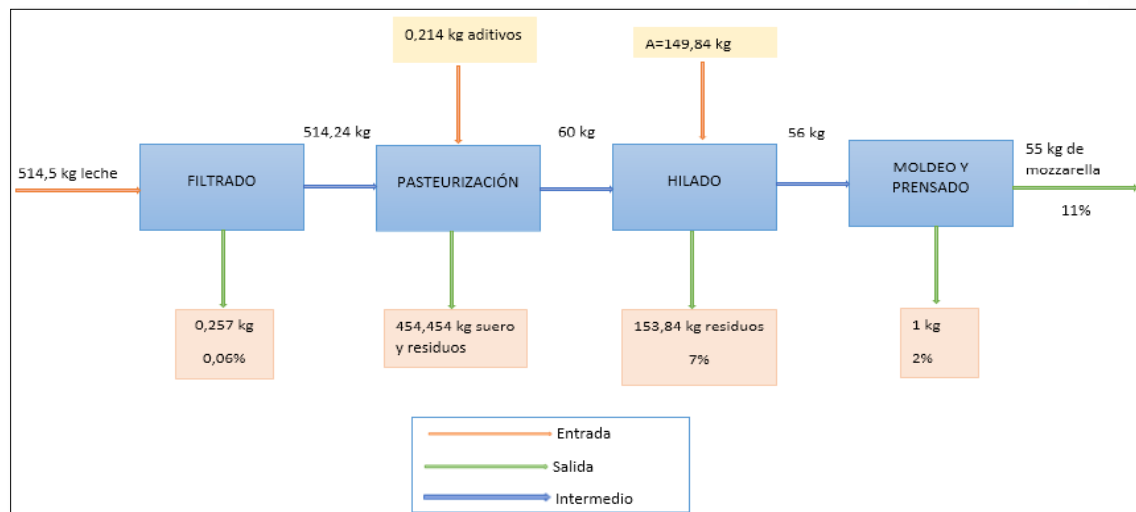 0,214 kg aditivos
A=149,84 kg
514,5 kg leche
FILTRADO
514,24 kg
PASTEURIZACIÓN
60 kg
HILADO
56 kg
MOLDEO Y
PRENSADO
55 kg de
mozzarella
11%
0,257 kg
0,06%
454,454 kg suero
y residuos
153,84 kg residuos
7%
1 kg
2%
Entrada
Salida
Intermedio